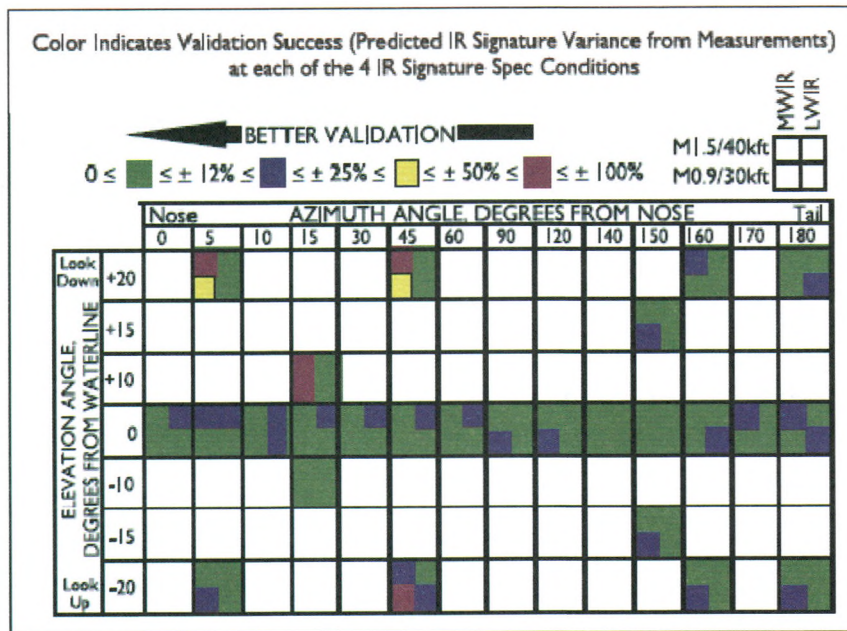 Color Indicates Validation Success (Predicted IR Signature Variance from Measurements)
at each of the 4 IR Signature Spec Conditions
MWIR
LWIR
BETTER VALIDATION
M1.5/40kft
M0.9/30kft
0 ≤ ≤ ± 12% ≤ ≤ ± 25% ≤ ≤ ± 50% ≤ ≤ ± 100%
Nose AZIMUTH ANGLE, DEGREES FROM NOSE Tail
0 5 10 15 30 45 60 90 120 140 150 160 170 180
ELEVATION ANGLE,
DEGREES FROM WATERLINE
Look
Down +20
+15
+10
0
-10
-15
Look
Up -20